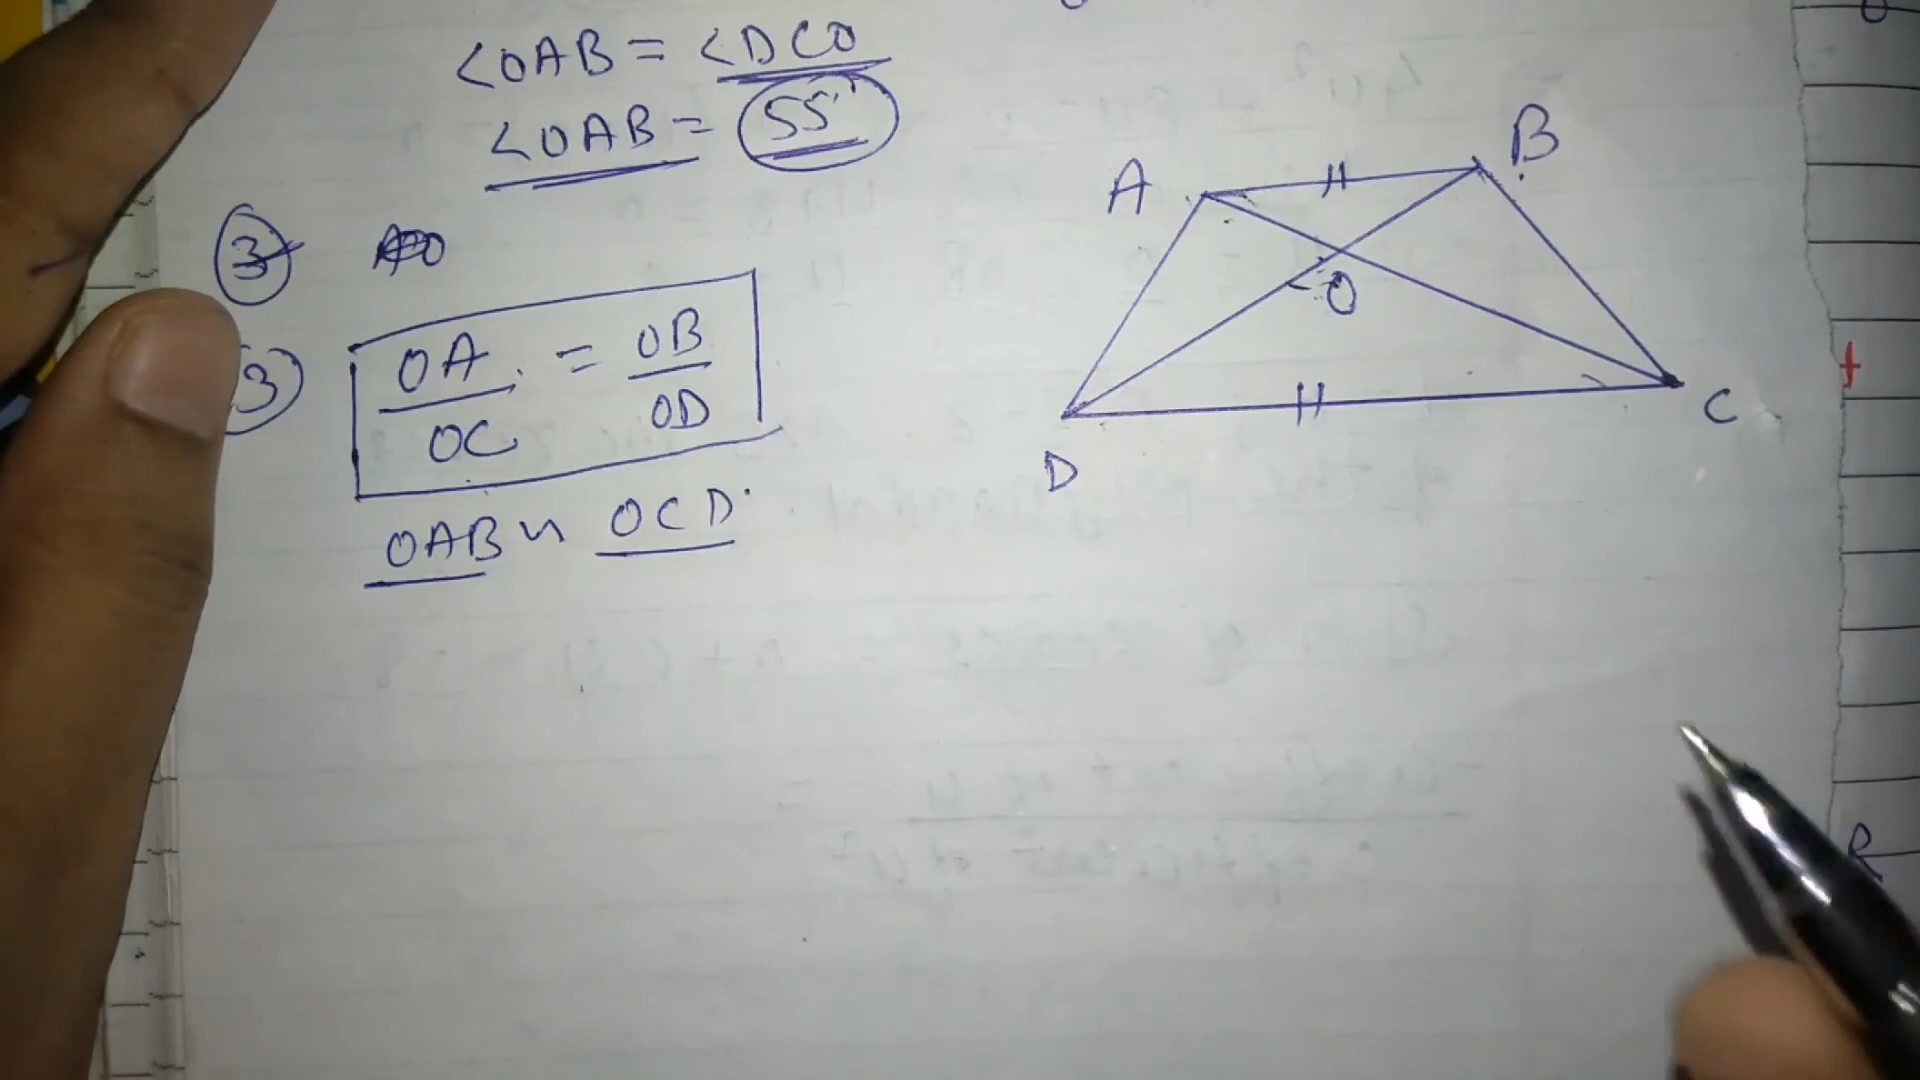 <OAB = <DCO
<OAB = 55°
3
3) OA/OC = OB/OD
OAB ~ OCD
A
B
O
D
C
R